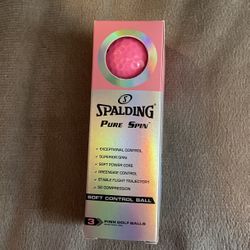 S
SPALDING
PURE SPIN
• EXCEPTIONAL CONTROL
• SUPERIOR SPIN
• SOFT POWER CORE
• GREENSIDE CONTROL
• STABLE FLIGHT TRAJECTORY
• 50 COMPRESSION
SOFT CONTROL BALL
3 PINK GOLF BALLS